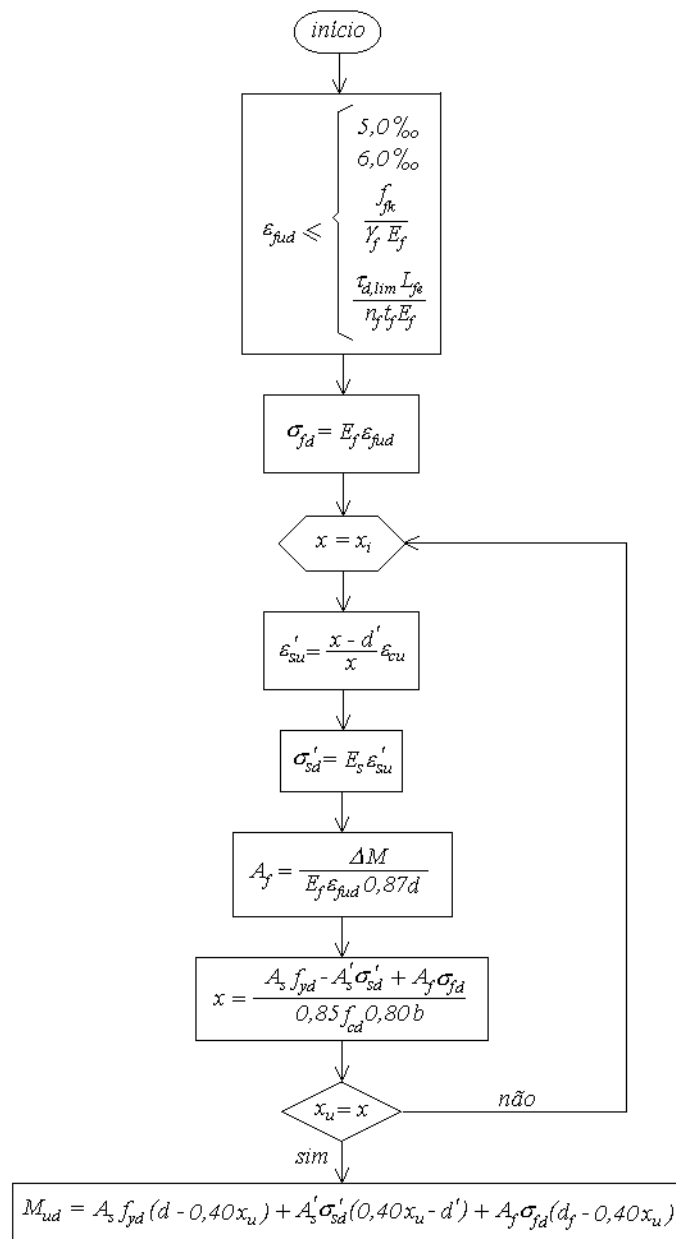 início
5,0‰
6,0‰
ε_fud ⩽
f_fk
γ_f E_f
τ_d,lim L_fe
n_f t_f E_f
σ_fd = E_f ε_fud
x = x_i
ε'_su = x - d' / x ε_cu
σ'_sd = E_s ε'_su
A_f = ΔM / E_f ε_fud 0,87d
x = A_s f_yd - A'_s σ'_sd + A_f σ_fd / 0,85 f_cd 0,80 b
x_u = x
não
sim
M_ud = A_s f_yd (d - 0,40x_u) + A'_s σ'_sd (0,40x_u - d') + A_f σ_fd (d_f - 0,40x_u)